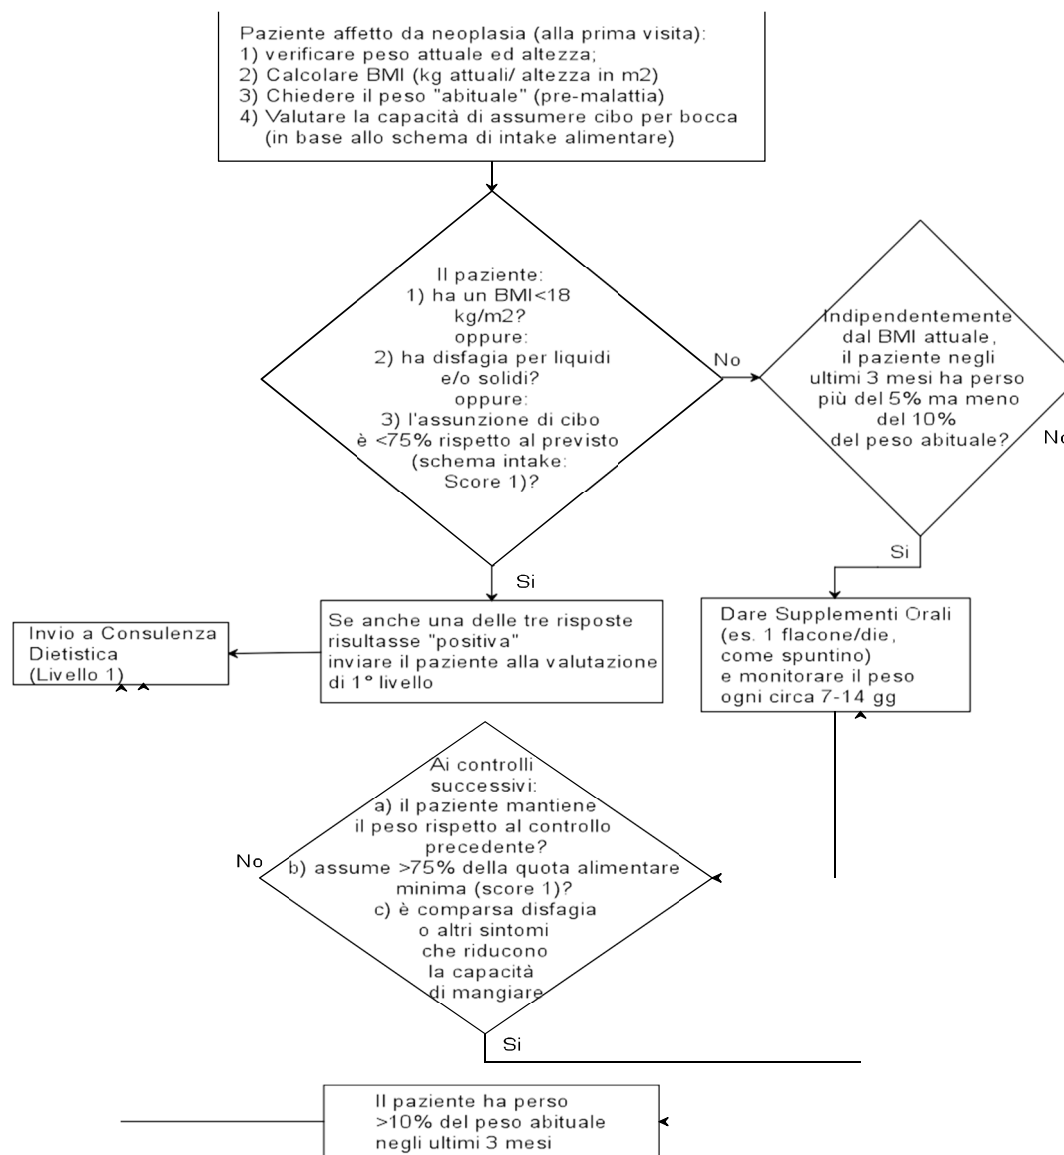 Paziente affetto da neoplasia (alla prima visita):
1) verificare peso attuale ed altezza;
2) Calcolare BMI (kg attuali/ altezza in m2)
3) Chiedere il peso "abituale" (pre-malattia)
4) Valutare la capacità di assumere cibo per bocca
(in base allo schema di intake alimentare)
Il paziente:
1) ha un BMI<18
kg/m2?
oppure:
2) ha disfagia per liquidi
e/o solidi?
oppure:
3) l'assunzione di cibo
è <75% rispetto al previsto
(schema intake:
Score 1)?
No
Indipendentemente
dal BMI attuale,
il paziente negli
ultimi 3 mesi ha perso
più del 5% ma meno
del 10%
del peso abituale?
No
Si
Si
Invio a Consulenza
Dietistica
(Livello 1)
Se anche una delle tre risposte
risultasse "positiva"
inviare il paziente alla valutazione
di 1° livello
Dare Supplementi Orali
(es. 1 flacone/die,
come spuntino)
e monitorare il peso
ogni circa 7-14 gg
Ai controlli
successivi:
a) il paziente mantiene
il peso rispetto al controllo
precedente?
b) assume >75% della quota alimentare
minima (score 1)?
c) è comparsa disfagia
o altri sintomi
che riducono
la capacità
di mangiare
No
Si
Il paziente ha perso
>10% del peso abituale
negli ultimi 3 mesi